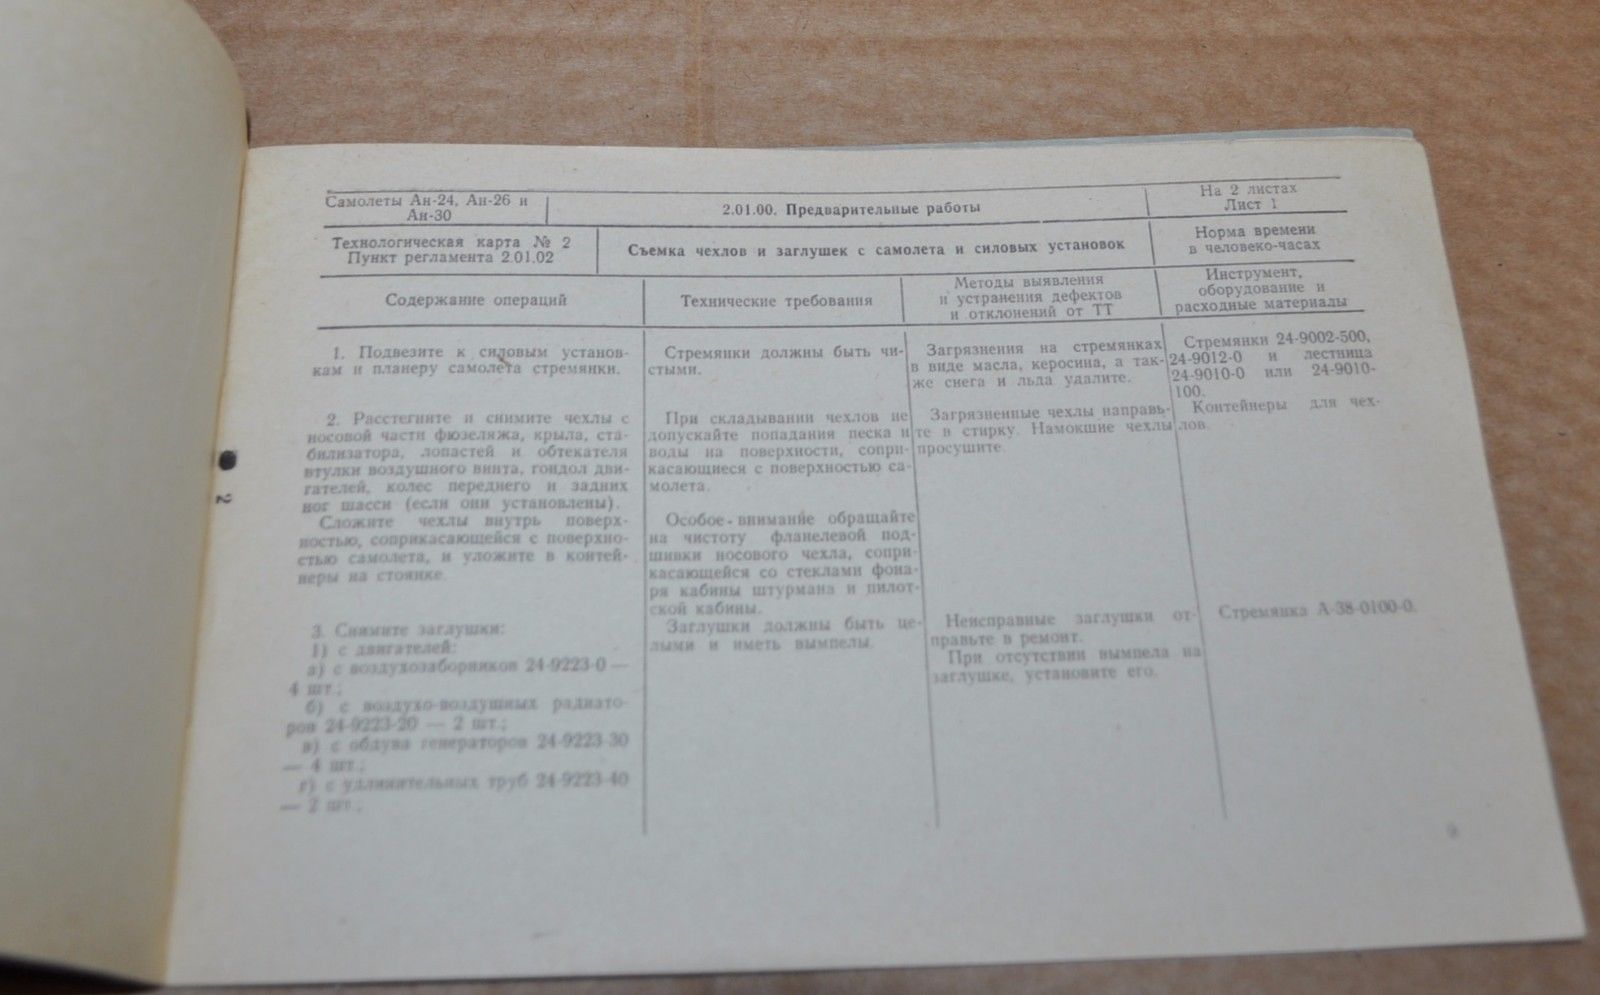 Самолеты Ан-24, Ан-26 и
Ан-30
2.01.00. Предварительные работы
На 2 листах
Лист 1
Технологическая карта № 2
Пункт регламента 2.01.02
Съемка чехлов и заглушек с самолета и силовых установок
Норма времени
в человеко-часах
Содержание операций
Технические требования
Методы выявления
и устранения дефектов
и отклонений от ТТ
Инструмент,
оборудование и
расходные материалы
1. Подвезите к силовым установ-
кам и планеру самолета стремянки.
Стремянки должны быть чи-
стыми.
Загрязнения на стремянках
в виде масла, керосина, а так-
же снега и льда удалите.
Стремянки 24-9002-500,
24-9012-0 и лестница
24-9010-0 или 24-9010-
100.
2. Расстегните и снимите чехлы с
носовой части фюзеляжа, крыла, ста-
билизатора, лопастей и обтекателя
втулки воздушного винта, гондол дви-
гателей, колес переднего и задних
ног шасси (если они установлены).
Сложите чехлы внутрь поверх-
ностью, соприкасающейся с поверхно-
стью самолета, и уложите в контей-
неры на стоянке.
При складывании чехлов не
допускайте попадания песка и
воды на поверхности, сопри-
касающиеся с поверхностью са-
молета.
Особое внимание обращайте
на чистоту фланелевой под-
шивки носового чехла, сопри-
касающейся со стеклами фона-
ря кабины штурмана и пилот-
ской кабины.
Загрязненные чехлы направь-
те в стирку. Намокшие чехлы
просушите.
Контейнеры для чех-
лов.
3. Снимите заглушки:
1) с двигателей:
а) с воздухозаборников 24-9223-0 —
4 шт.;
б) с воздухо-воздушных радиато-
ров 24-9223-20 — 2 шт.;
в) с обдува генераторов 24-9223-30
— 4 шт.;
г) с удлинительных труб 24-9223-40
— 2 шт.;
Заглушки должны быть це-
лыми и иметь вымпелы.
Неисправные заглушки от-
правьте в ремонт.
При отсутствии вымпела на
заглушке, установите его.
Стремянка А-38-0100-0.
9
2